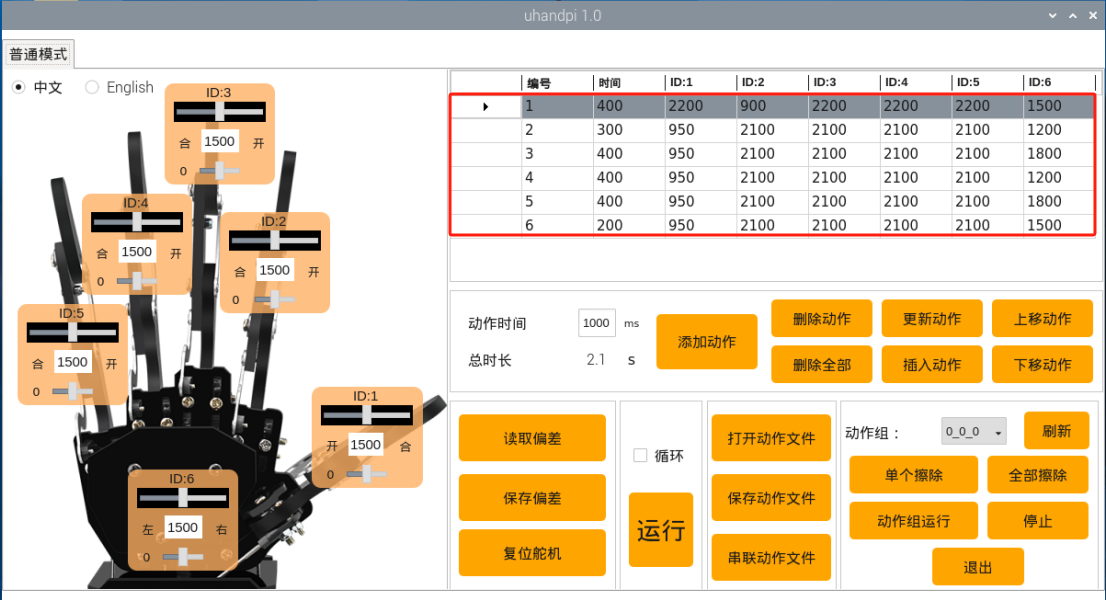 uhandpi 1.0
普通模式
中文 English
ID:3
合 1500 开
0
ID:4
合 1500 开
0
ID:2
合 1500 开
0
ID:5
合 1500 开
0
ID:1
开 1500 合
0
ID:6
左 1500 右
0
编号 时间 ID:1 ID:2 ID:3 ID:4 ID:5 ID:6
1 400 2200 900 2200 2200 2200 1500
2 300 950 2100 2100 2100 2100 1200
3 400 950 2100 2100 2100 2100 1800
4 400 950 2100 2100 2100 2100 1200
5 400 950 2100 2100 2100 2100 1800
6 200 950 2100 2100 2100 2100 1500
动作时间 1000 ms
总时长 2.1 s
添加动作
删除动作 更新动作 上移动作
删除全部 插入动作 下移动作
读取偏差
保存偏差
复位舵机
循环
运行
打开动作文件
保存动作文件
串联动作文件
动作组： 0_0_0 刷新
单个擦除 全部擦除
动作组运行 停止
退出